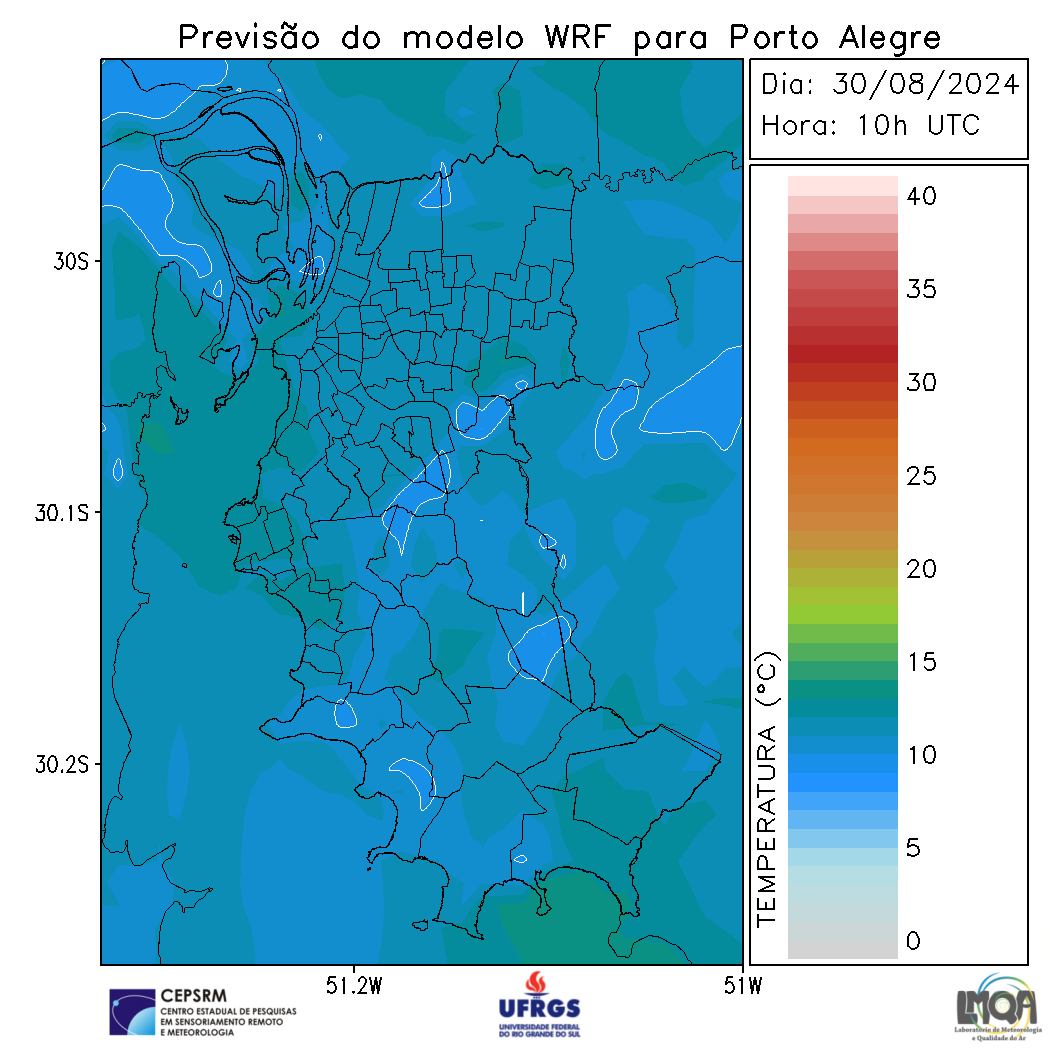 Previsão do modelo WRF para Porto Alegre
Dia: 30/08/2024
Hora: 10h UTC
40
35
30
25
20
15
10
5
0
TEMPERATURA (°C)
30S
30.1S
30.2S
51.2W
51W
CEPSRM
CENTRO ESTADUAL DE PESQUISAS
EM SENSORIAMENTO REMOTO
E METEOROLOGIA
UFRGS
UNIVERSIDADE FEDERAL
DO RIO GRANDE DO SUL
LMQA
Laboratório de Meteorologia
e Qualidade do Ar